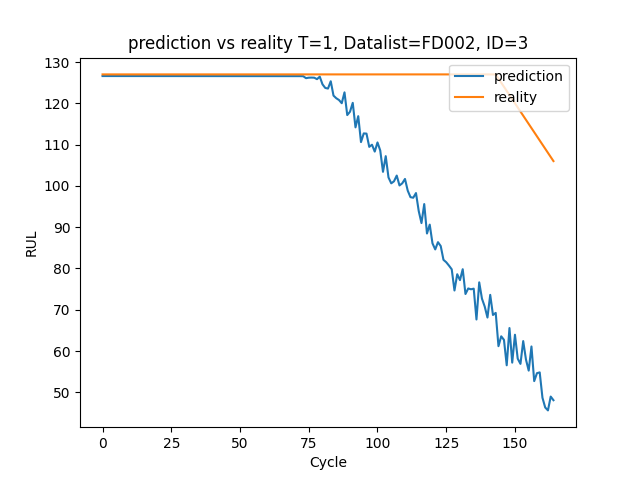 prediction vs reality T=1, Datalist=FD002, ID=3
prediction
reality
130
120
110
100
90
80
70
60
50
RUL
0 25 50 75 100 125 150
Cycle